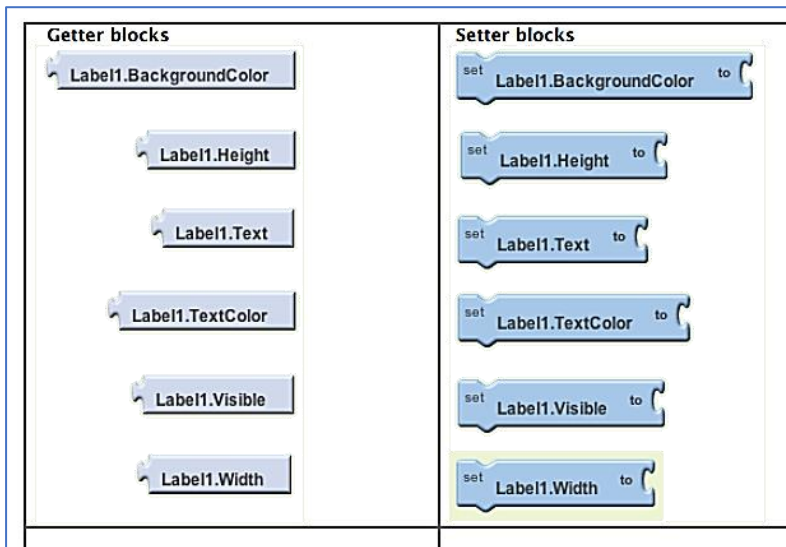 Getter blocks
Label1.BackgroundColor
Label1.Height
Label1.Text
Label1.TextColor
Label1.Visible
Label1.Width
Setter blocks
set Label1.BackgroundColor to
set Label1.Height to
set Label1.Text to
set Label1.TextColor to
set Label1.Visible to
set Label1.Width to